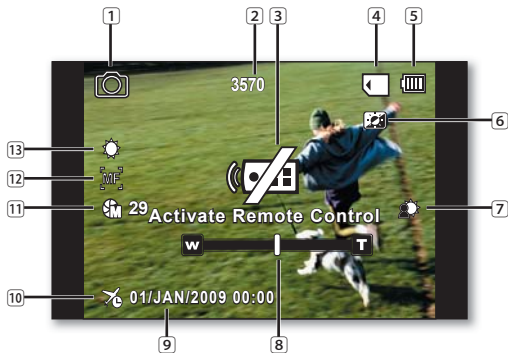 1 2 3 4 5
3570
6
13
12 MF
11 M 29
Activate Remote Control
7
W T
10 01/JAN/2009 00:00
9 8